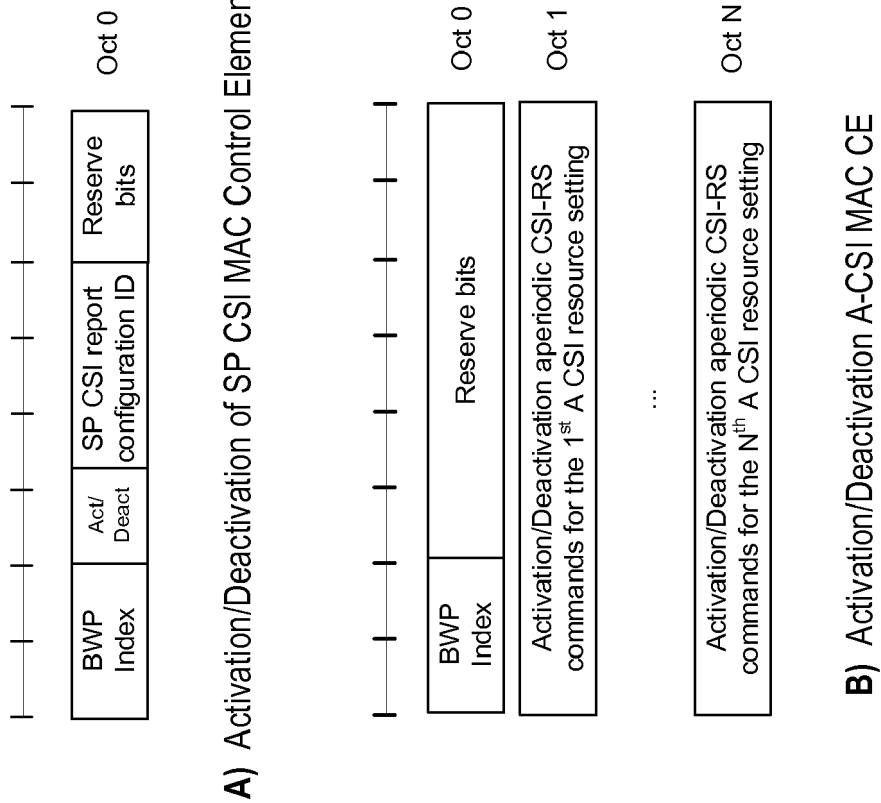 BWP
Index
Act/
Deact
SP CSI report
configuration ID
Reserve
bits
Oct 0
A) Activation/Deactivation of SP CSI MAC Control Elemen
BWP
Index
Reserve bits
Oct 0
Activation/Deactivation aperiodic CSI-RS
commands for the 1st A CSI resource setting
Oct 1
...
Activation/Deactivation aperiodic CSI-RS
commands for the Nth A CSI resource setting
Oct N
B) Activation/Deactivation A-CSI MAC CE